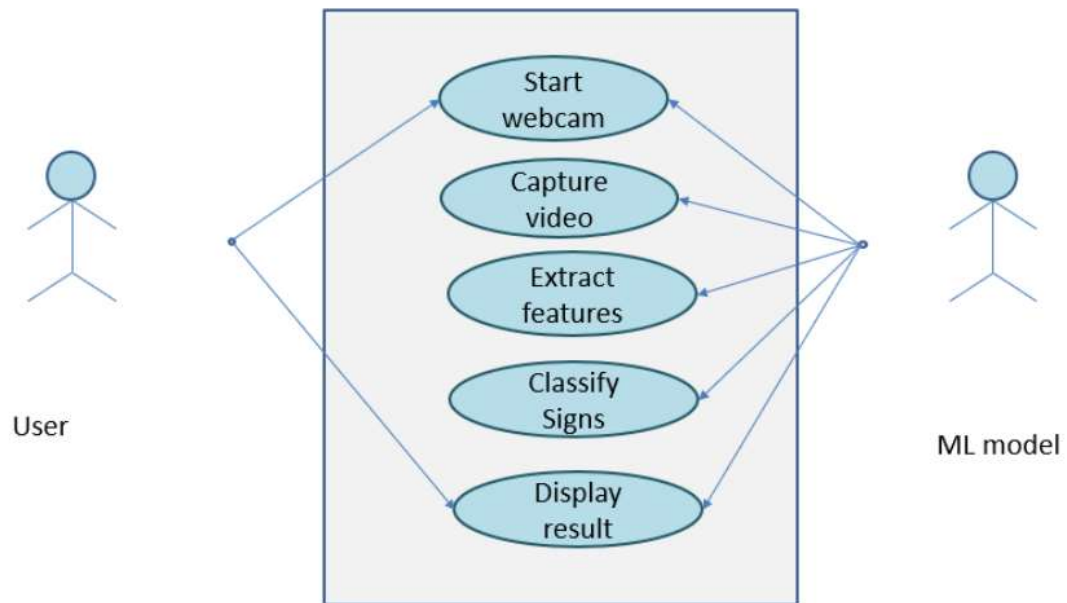 Start
webcam
Capture
video
Extract
features
Classify
Signs
User
ML model
Display
result